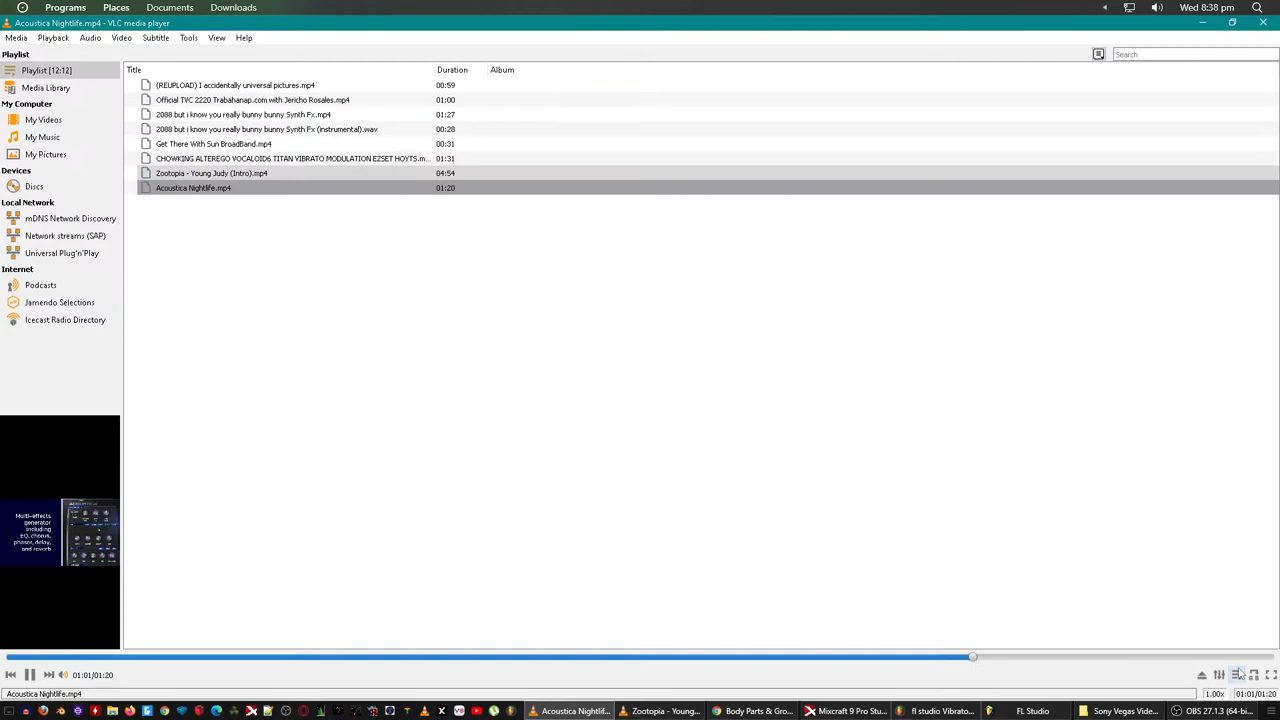 Programs Places Documents Downloads Wed 8:38 pm
Acoustica Nightlife.mp4 - VLC media player
Media Playback Audio Video Subtitle Tools View Help
Playlist Search
Playlist [12:12] Title Duration Album
Media Library (REUPLOAD) I accidentally universal pictures.mp4 00:59
My Computer Official TVC 2220 Trabahanap.com with Jericho Rosales.mp4 01:00
My Videos 2088 but i know you really bunny bunny Synth Fx.mp4 01:27
My Music 2088 but i know you really bunny bunny Synth Fx (instrumental).wav 00:28
My Pictures Get There With Sun BroadBand.mp4 00:31
Devices CHOWKING ALTEREGO VOCALOID6 TITAN VIBRATO MODULATION EZSET HOYTS.m... 01:31
Discs Zootopia - Young Judy (Intro).mp4 04:54
Local Network Acoustica Nightlife.mp4 01:20
mDNS Network Discovery
Network streams (SAP)
Universal Plug'n'Play
Internet
Podcasts
Jamendo Selections
Icecast Radio Directory
Multi-effects
generator
including
EQ, chorus,
phaser, delay,
and reverb
01:01/01:20
Acoustica Nightlife.mp4 1.00x 01:01/01:20
Acoustica Nightlif... Zootopia - Young... Body Parts & Gro... Mixcraft 9 Pro Stu... fl studio Vibrato... FL Studio Sony Vegas Vide... OBS 27.1.3 (64-bi...